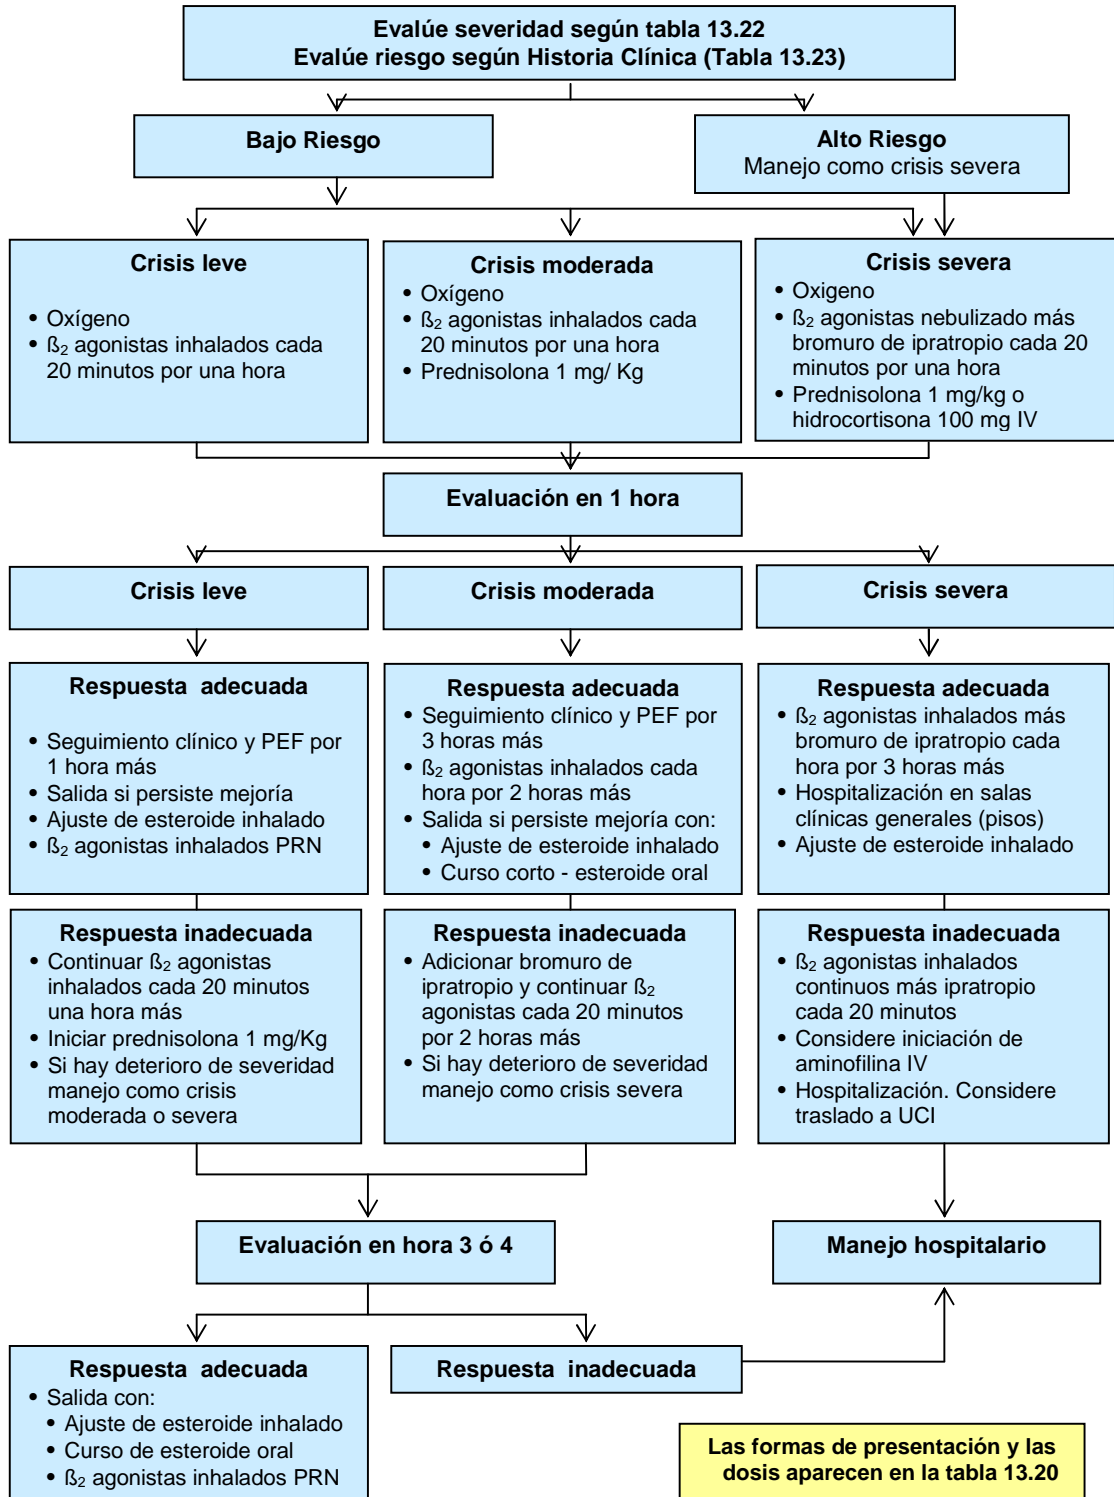 Evalúe severidad según tabla 13.22
Evalúe riesgo según Historia Clínica (Tabla 13.23)
Bajo Riesgo
Alto Riesgo
Manejo como crisis severa
Crisis leve
• Oxígeno
• ß₂ agonistas inhalados cada
20 minutos por una hora
Crisis moderada
• Oxígeno
• ß₂ agonistas inhalados cada
20 minutos por una hora
• Prednisolona 1 mg/ Kg
Crisis severa
• Oxigeno
• ß₂ agonistas nebulizado más
bromuro de ipratropio cada 20
minutos por una hora
• Prednisolona 1 mg/kg o
hidrocortisona 100 mg IV
Evaluación en 1 hora
Crisis leve
Crisis moderada
Crisis severa
Respuesta adecuada
• Seguimiento clínico y PEF por
1 hora más
• Salida si persiste mejoría
• Ajuste de esteroide inhalado
• ß₂ agonistas inhalados PRN
Respuesta adecuada
• Seguimiento clínico y PEF por
3 horas más
• ß₂ agonistas inhalados cada
hora por 2 horas más
• Salida si persiste mejoría con:
• Ajuste de esteroide inhalado
• Curso corto - esteroide oral
Respuesta adecuada
• ß₂ agonistas inhalados más
bromuro de ipratropio cada
hora por 3 horas más
• Hospitalización en salas
clínicas generales (pisos)
• Ajuste de esteroide inhalado
Respuesta inadecuada
• Continuar ß₂ agonistas
inhalados cada 20 minutos
una hora más
• Iniciar prednisolona 1 mg/Kg
• Si hay deterioro de severidad
manejo como crisis
moderada o severa
Respuesta inadecuada
• Adicionar bromuro de
ipratropio y continuar ß₂
agonistas cada 20 minutos
por 2 horas más
• Si hay deterioro de severidad
manejo como crisis severa
Respuesta inadecuada
• ß₂ agonistas inhalados
continuos más ipratropio
cada 20 minutos
• Considere iniciación de
aminofilina IV
• Hospitalización. Considere
traslado a UCI
Evaluación en hora 3 ó 4
Manejo hospitalario
Respuesta adecuada
• Salida con:
• Ajuste de esteroide inhalado
• Curso de esteroide oral
• ß₂ agonistas inhalados PRN
Respuesta inadecuada
Las formas de presentación y las
dosis aparecen en la tabla 13.20